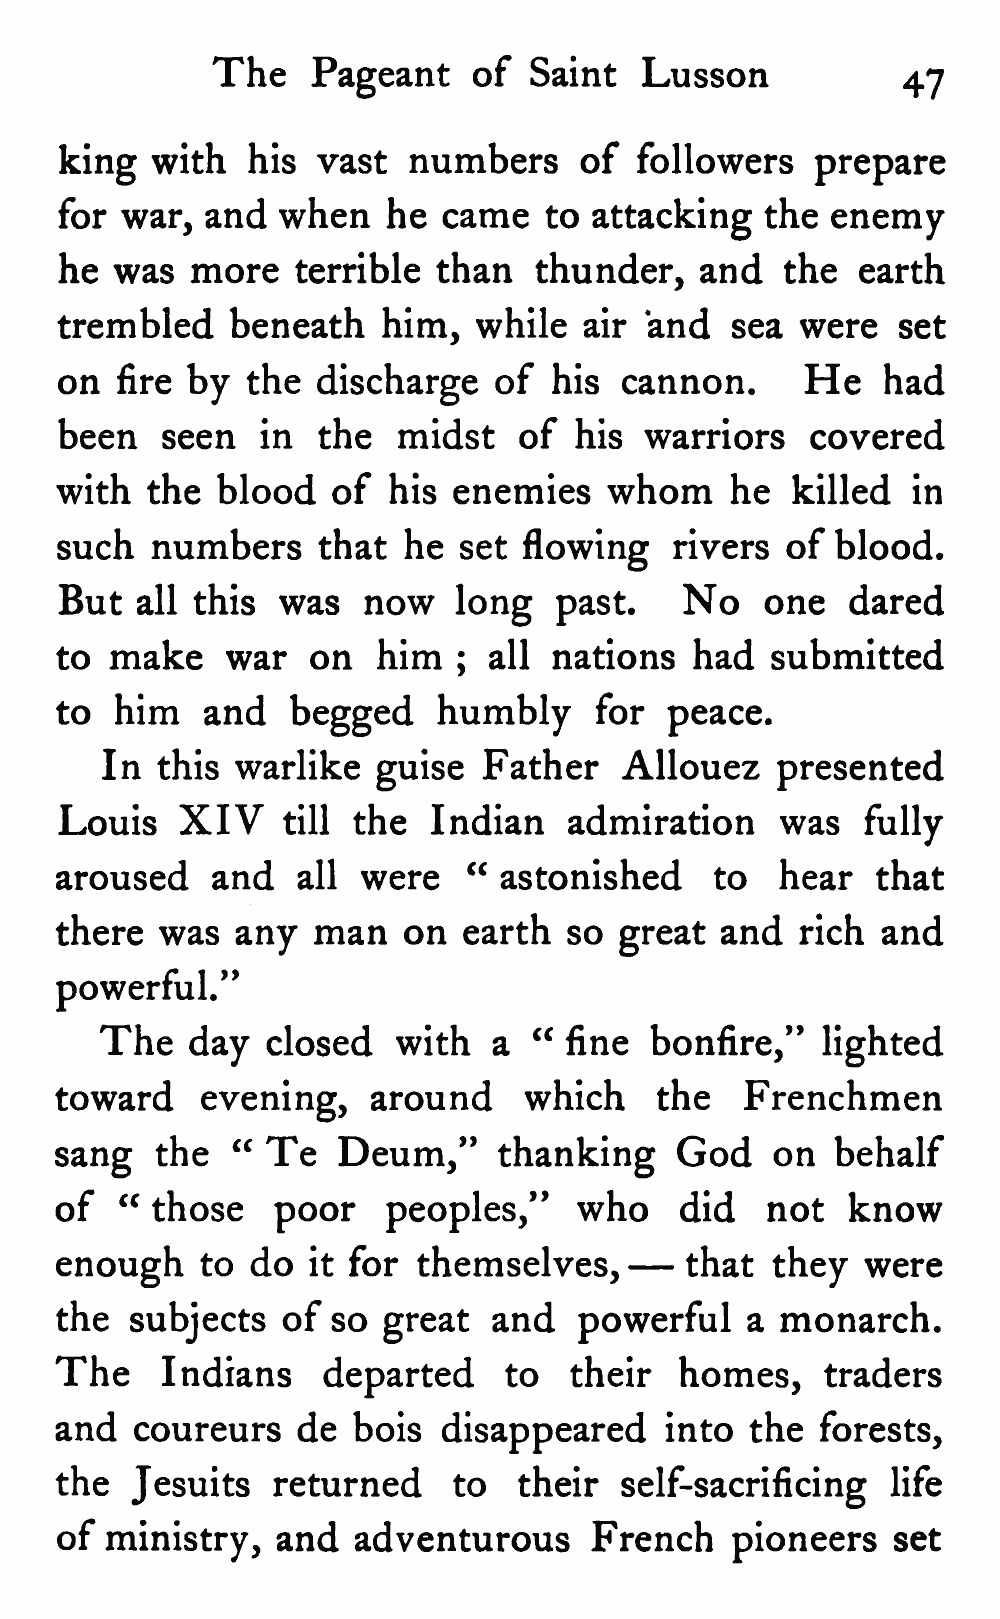 The Pageant of Saint Lusson 47
king with his vast numbers of followers prepare
for war, and when he came to attacking the enemy
he was more terrible than thunder, and the earth
trembled beneath him, while air and sea were set
on fire by the discharge of his cannon. He had
been seen in the midst of his warriors covered
with the blood of his enemies whom he killed in
such numbers that he set flowing rivers of blood.
But all this was now long past. No one dared
to make war on him ; all nations had submitted
to him and begged humbly for peace.
In this warlike guise Father Allouez presented
Louis XIV till the Indian admiration was fully
aroused and all were “ astonished to hear that
there was any man on earth so great and rich and
powerful.”
The day closed with a “ fine bonfire,” lighted
toward evening, around which the Frenchmen
sang the “ Te Deum,” thanking God on behalf
of “ those poor peoples,” who did not know
enough to do it for themselves, — that they were
the subjects of so great and powerful a monarch.
The Indians departed to their homes, traders
and coureurs de bois disappeared into the forests,
the Jesuits returned to their self-sacrificing life
of ministry, and adventurous French pioneers set